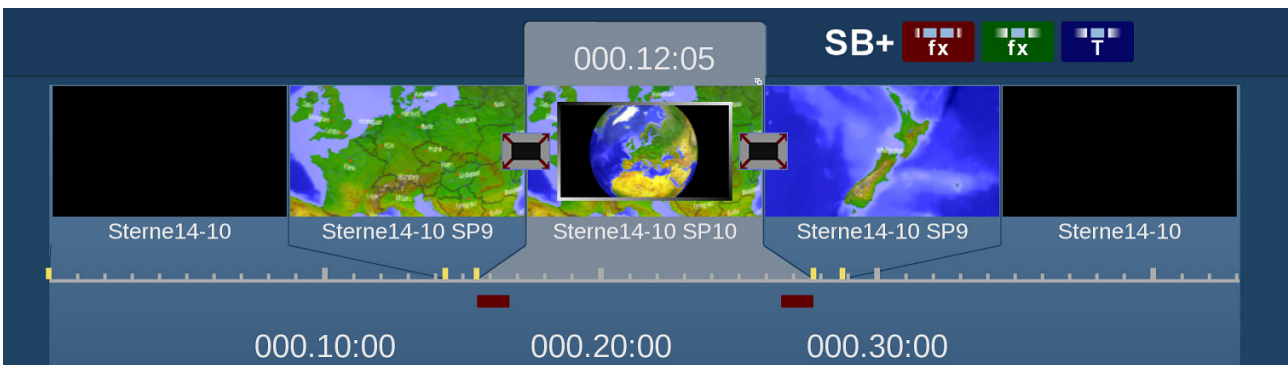 000.12:05
SB+ fx fx T
Sterne14-10
Sterne14-10 SP9
Sterne14-10 SP10
Sterne14-10 SP9
Sterne14-10
000.10:00
000.20:00
000.30:00